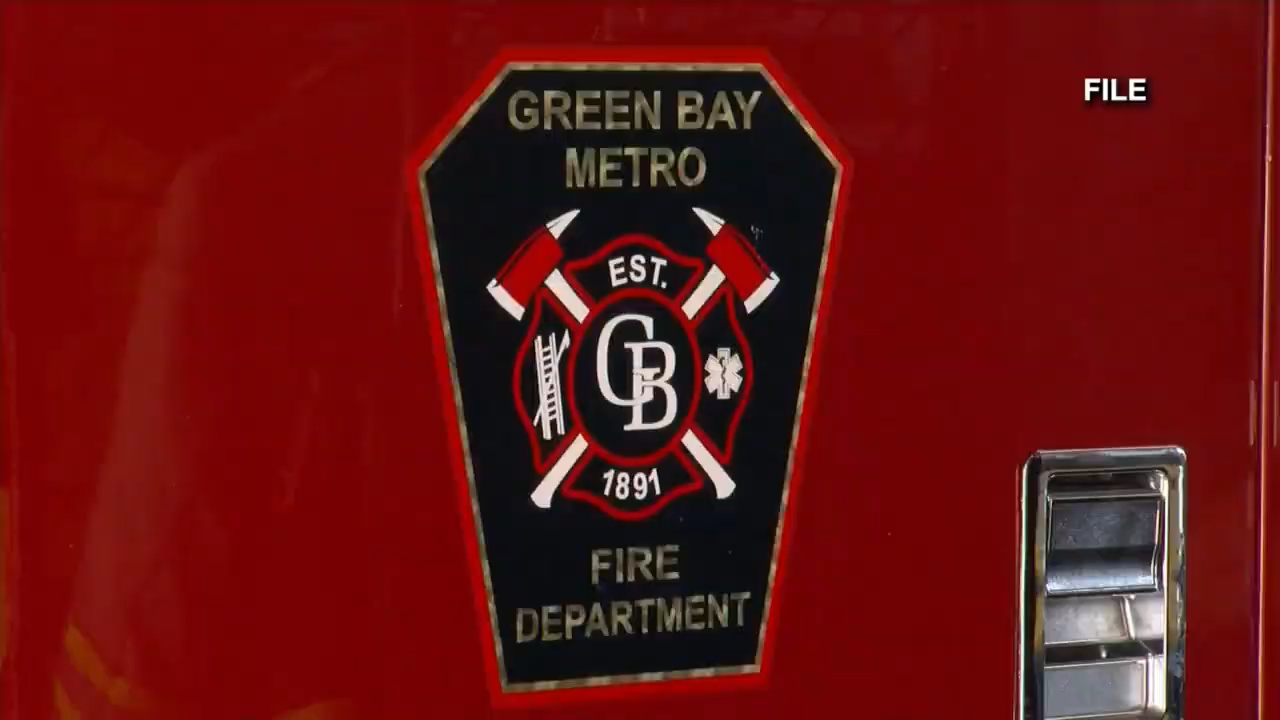 FILE
GREEN BAY
METRO
EST.
GB
1891
FIRE
DEPARTMENT